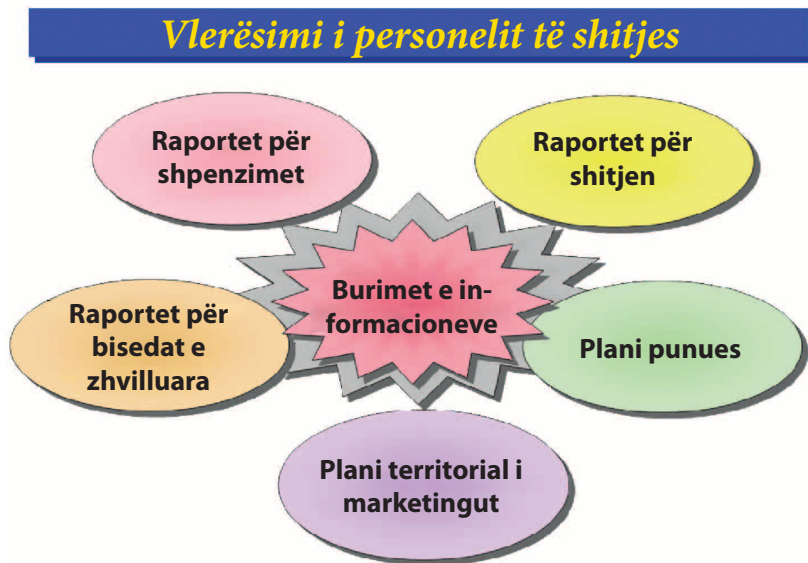 Vlerësimi i personelit të shitjes
Raportet për
shpenzimet
Raportet për
shitjen
Burimet e in-
formacioneve
Raportet për
bisedat e
zhvilluara
Plani punues
Plani territorial i
marketingut